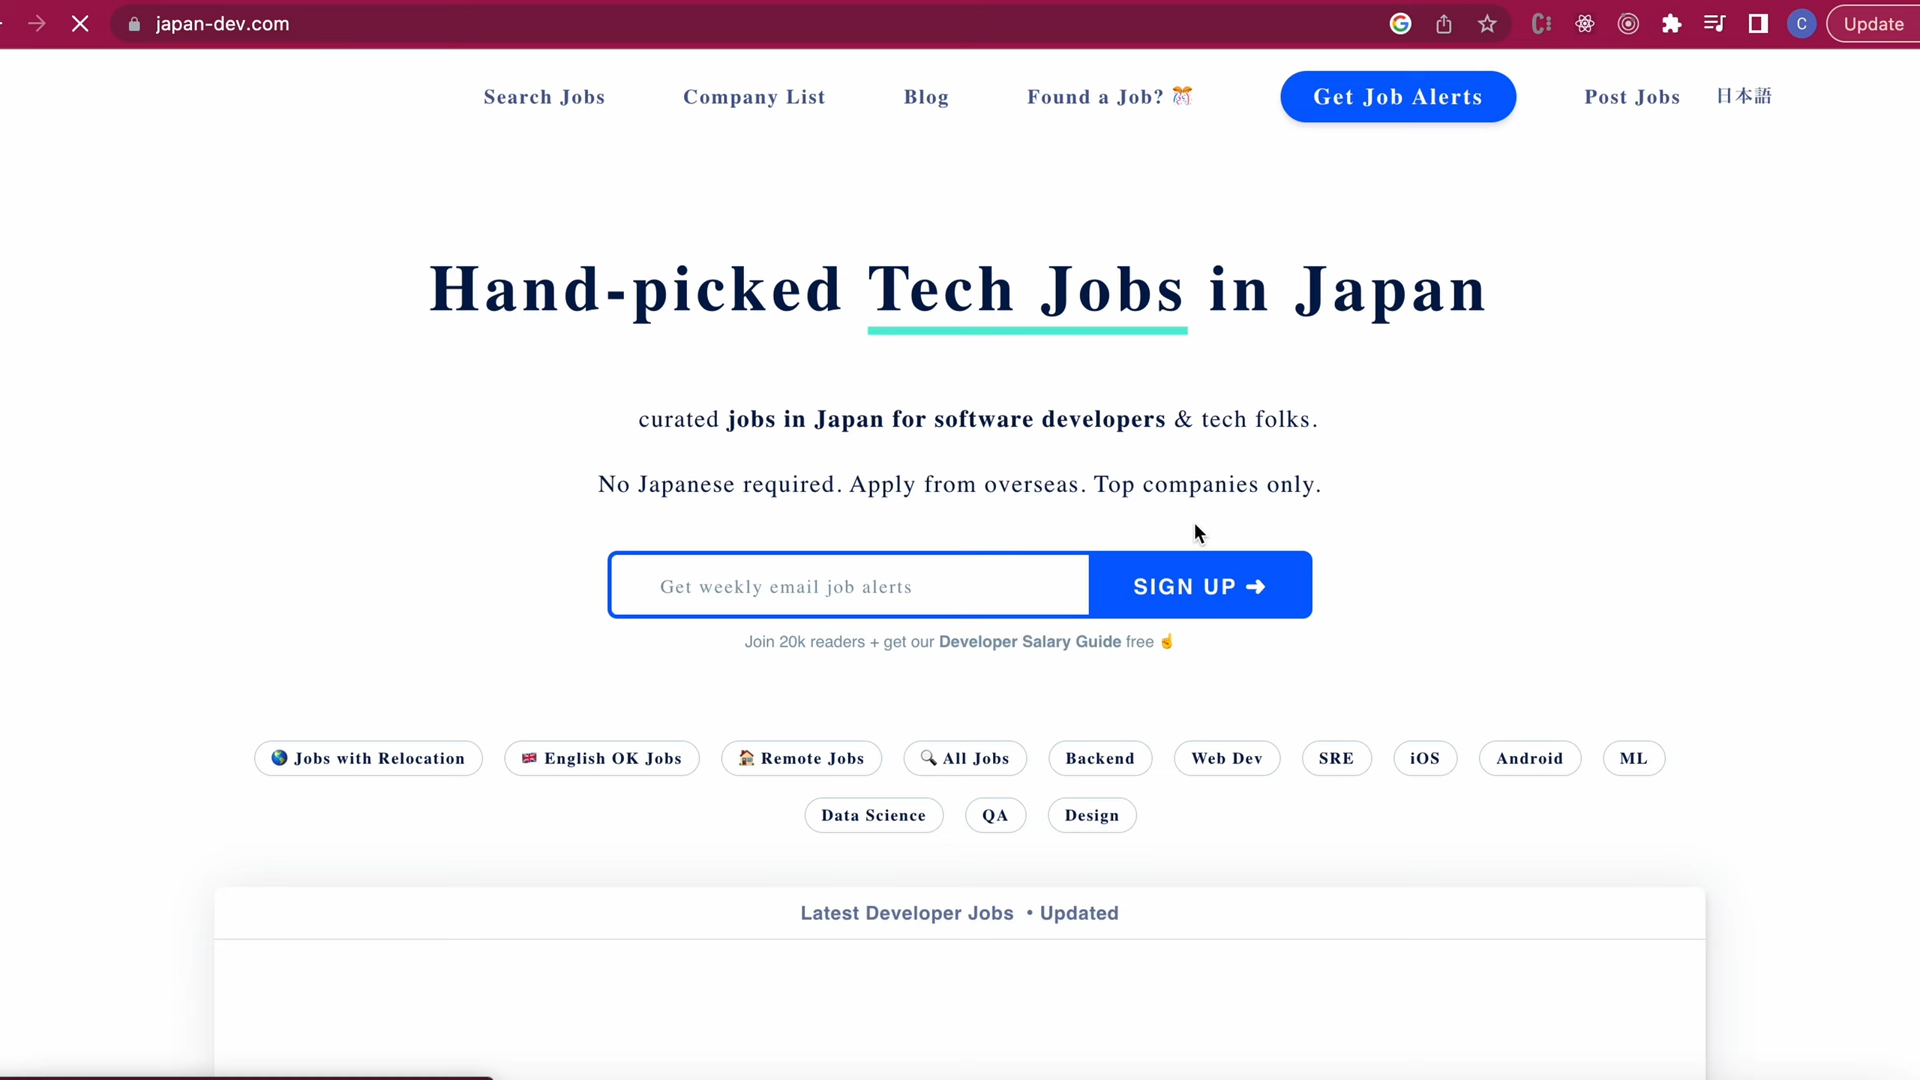 japan-dev.com
C
Update
Search Jobs
Company List
Blog
Found a Job? 🎊
Get Job Alerts
Post Jobs
日本語
Hand-picked Tech Jobs in Japan
curated jobs in Japan for software developers & tech folks.
No Japanese required. Apply from overseas. Top companies only.
Get weekly email job alerts
SIGN UP ➜
Join 20k readers + get our Developer Salary Guide free ☝
🌎 Jobs with Relocation
🇬🇧 English OK Jobs
🏠 Remote Jobs
🔍 All Jobs
Backend
Web Dev
SRE
iOS
Android
ML
Data Science
QA
Design
Latest Developer Jobs • Updated